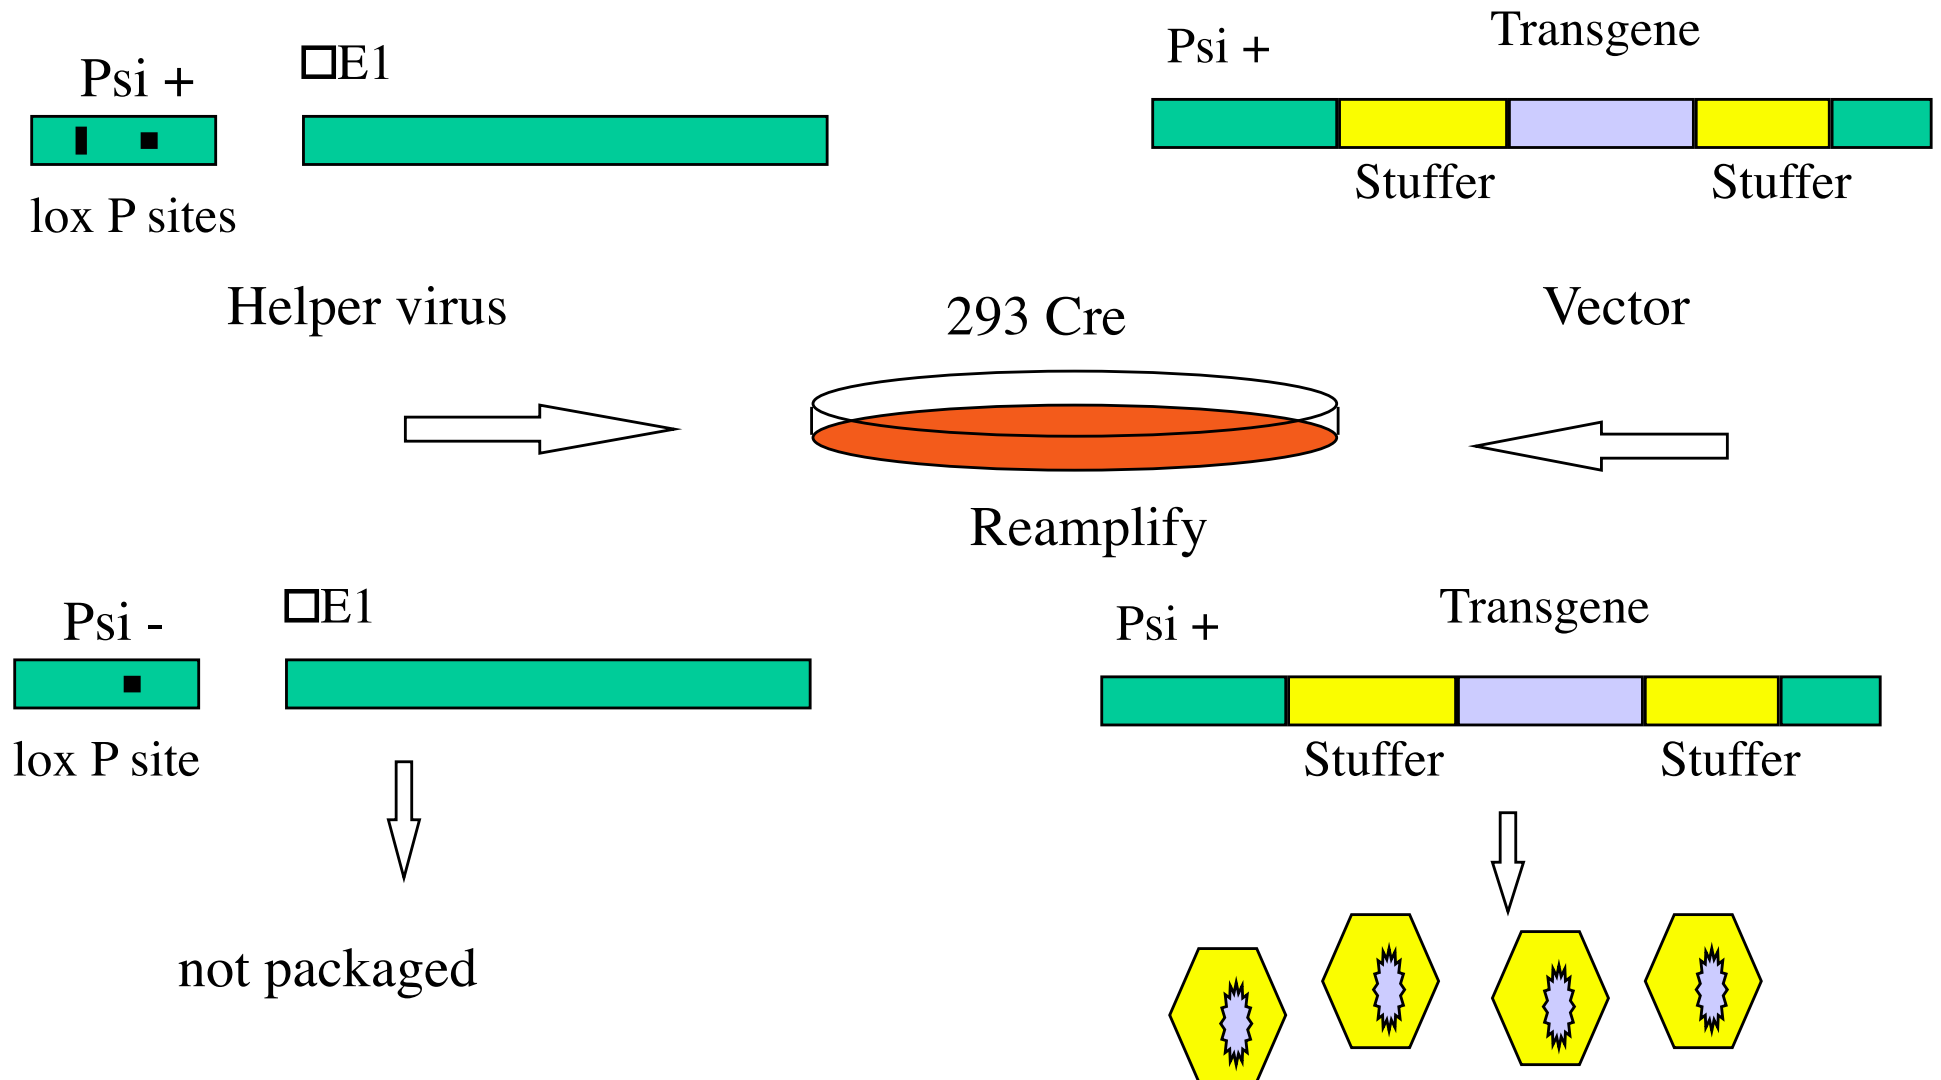 Psi +
□E1
lox P sites
Helper virus
Psi +
Transgene
Stuffer
Stuffer
Vector
293 Cre
Reamplify
Psi -
□E1
lox P site
not packaged
Psi +
Transgene
Stuffer
Stuffer